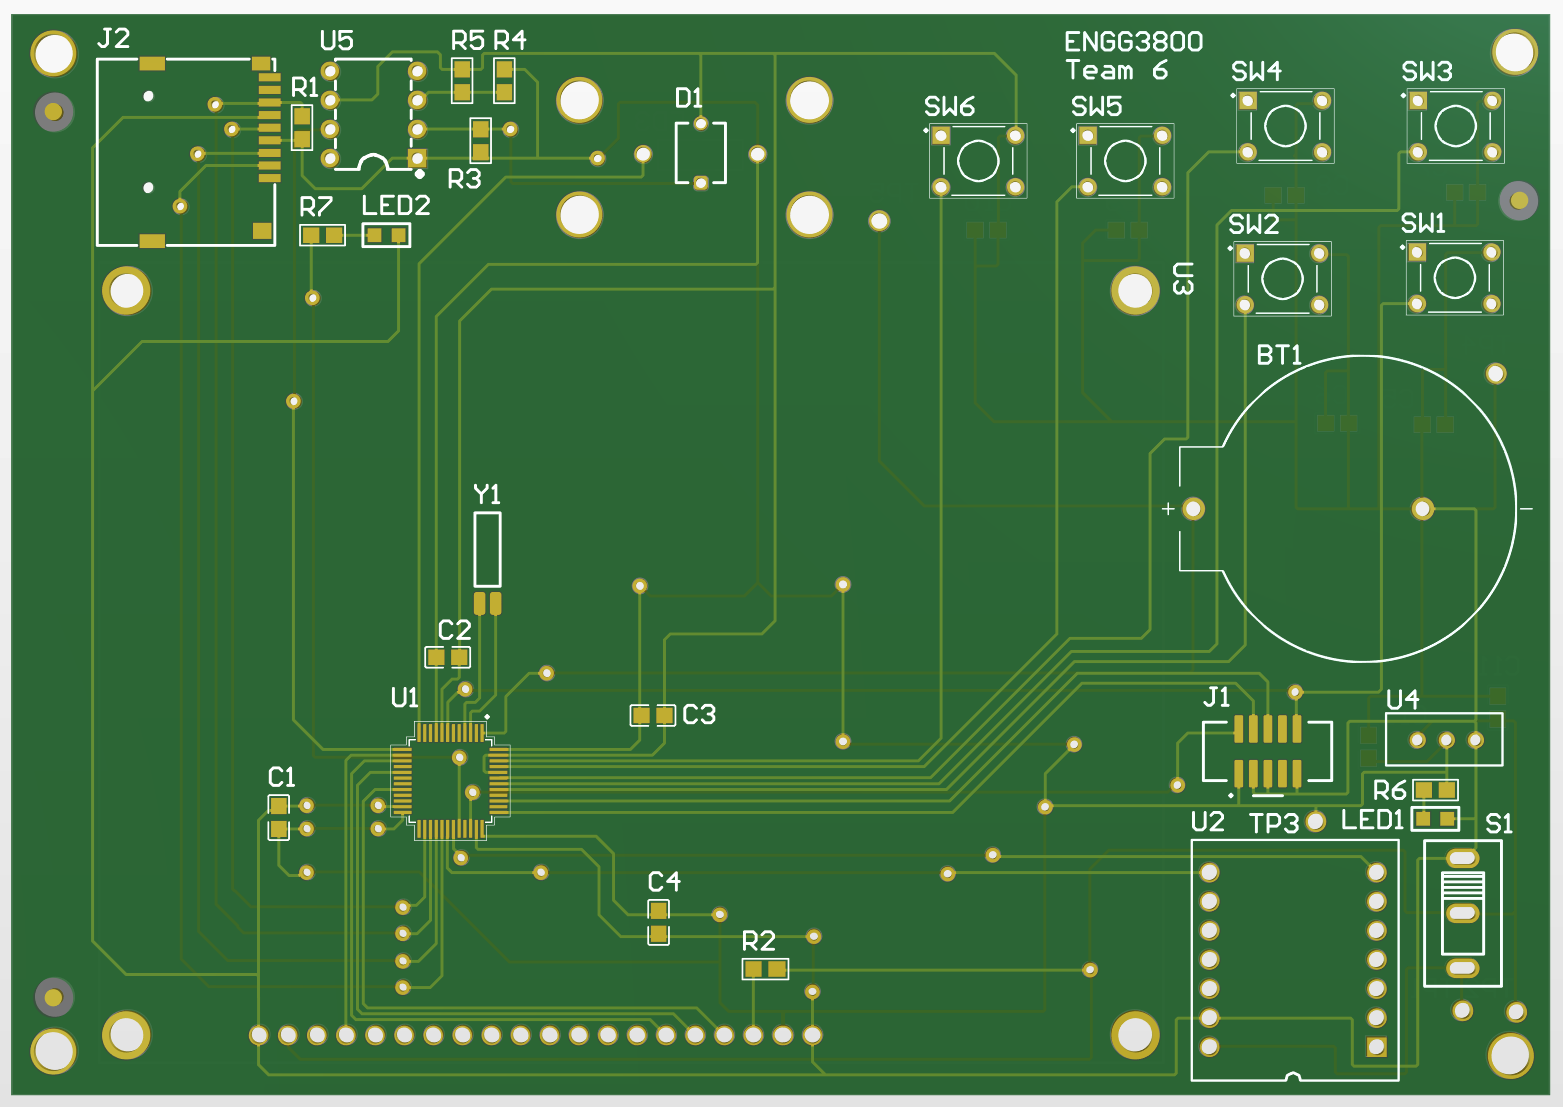 J2
U5
R5 R4
ENGG3800
Team 6
SW4
SW3
R1
D1
SW6
SW5
R3
R7
LED2
SW2
SW1
U3
BT1
Y1
+
-
C2
U1
C3
J1
U4
C1
R6
U2
TP3
LED1
S1
C4
R2